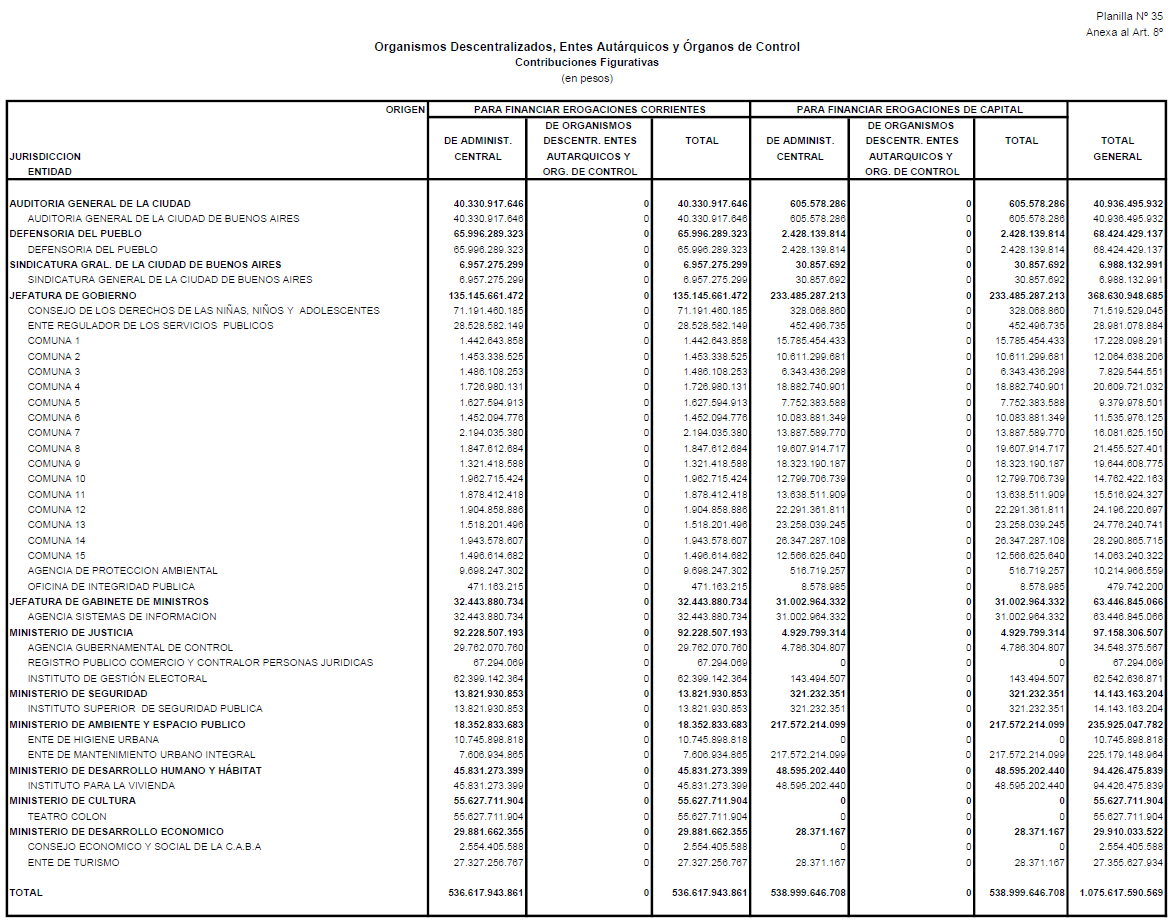 Planilla Nº 35
Anexa al Art. 8º
Organismos Descentralizados, Entes Autárquicos y Órganos de Control
Contribuciones Figurativas
(en pesos)
ORIGEN PARA FINANCIAR EROGACIONES CORRIENTES PARA FINANCIAR EROGACIONES DE CAPITAL
DE ORGANISMOS DE ORGANISMOS
DE ADMINIST. DESCENTR. ENTES TOTAL DE ADMINIST. DESCENTR. ENTES TOTAL TOTAL
JURISDICCION CENTRAL AUTARQUICOS Y CENTRAL AUTARQUICOS Y GENERAL
ENTIDAD ORG. DE CONTROL ORG. DE CONTROL
AUDITORIA GENERAL DE LA CIUDAD 40.330.917.646 0 40.330.917.646 605.578.286 0 605.578.286 40.936.495.932
AUDITORIA GENERAL DE LA CIUDAD DE BUENOS AIRES 40.330.917.646 0 40.330.917.646 605.578.286 0 605.578.286 40.936.495.932
DEFENSORIA DEL PUEBLO 65.996.289.323 0 65.996.289.323 2.428.139.814 0 2.428.139.814 68.424.429.137
DEFENSORIA DEL PUEBLO 65.996.289.323 0 65.996.289.323 2.428.139.814 0 2.428.139.814 68.424.429.137
SINDICATURA GRAL. DE LA CIUDAD DE BUENOS AIRES 6.957.275.299 0 6.957.275.299 30.857.692 0 30.857.692 6.988.132.991
SINDICATURA GENERAL DE LA CIUDAD DE BUENOS AIRES 6.957.275.299 0 6.957.275.299 30.857.692 0 30.857.692 6.988.132.991
JEFATURA DE GOBIERNO 135.145.661.472 0 135.145.661.472 233.485.287.213 0 233.485.287.213 368.630.948.685
CONSEJO DE LOS DERECHOS DE LAS NIÑAS, NIÑOS Y ADOLESCENTES 71.191.460.185 0 71.191.460.185 328.068.860 0 328.068.860 71.519.529.045
ENTE REGULADOR DE LOS SERVICIOS PUBLICOS 28.528.582.149 0 28.528.582.149 452.496.735 0 452.496.735 28.981.078.884
COMUNA 1 1.442.643.858 0 1.442.643.858 15.785.454.433 0 15.785.454.433 17.228.098.291
COMUNA 2 1.453.338.525 0 1.453.338.525 10.611.299.681 0 10.611.299.681 12.064.638.206
COMUNA 3 1.486.108.253 0 1.486.108.253 6.343.436.298 0 6.343.436.298 7.829.544.551
COMUNA 4 1.726.980.131 0 1.726.980.131 18.882.740.901 0 18.882.740.901 20.609.721.032
COMUNA 5 1.627.594.913 0 1.627.594.913 7.752.383.588 0 7.752.383.588 9.379.978.501
COMUNA 6 1.452.094.776 0 1.452.094.776 10.083.881.349 0 10.083.881.349 11.535.976.125
COMUNA 7 2.194.035.380 0 2.194.035.380 13.887.589.770 0 13.887.589.770 16.081.625.150
COMUNA 8 1.847.612.684 0 1.847.612.684 19.607.914.717 0 19.607.914.717 21.455.527.401
COMUNA 9 1.321.418.588 0 1.321.418.588 18.323.190.187 0 18.323.190.187 19.644.608.775
COMUNA 10 1.962.715.424 0 1.962.715.424 12.799.706.739 0 12.799.706.739 14.762.422.163
COMUNA 11 1.878.412.418 0 1.878.412.418 13.638.511.909 0 13.638.511.909 15.516.924.327
COMUNA 12 1.904.858.886 0 1.904.858.886 22.291.361.811 0 22.291.361.811 24.196.220.697
COMUNA 13 1.518.201.496 0 1.518.201.496 23.258.039.245 0 23.258.039.245 24.776.240.741
COMUNA 14 1.943.578.607 0 1.943.578.607 26.347.287.108 0 26.347.287.108 28.290.865.715
COMUNA 15 1.496.614.682 0 1.496.614.682 12.566.625.640 0 12.566.625.640 14.063.240.322
AGENCIA DE PROTECCION AMBIENTAL 9.698.247.302 0 9.698.247.302 516.719.257 0 516.719.257 10.214.966.559
OFICINA DE INTEGRIDAD PUBLICA 471.163.215 0 471.163.215 8.578.985 0 8.578.985 479.742.200
JEFATURA DE GABINETE DE MINISTROS 32.443.880.734 0 32.443.880.734 31.002.964.332 0 31.002.964.332 63.446.845.066
AGENCIA SISTEMAS DE INFORMACION 32.443.880.734 0 32.443.880.734 31.002.964.332 0 31.002.964.332 63.446.845.066
MINISTERIO DE JUSTICIA 92.228.507.193 0 92.228.507.193 4.929.799.314 0 4.929.799.314 97.158.306.507
AGENCIA GUBERNAMENTAL DE CONTROL 29.762.070.760 0 29.762.070.760 4.786.304.807 0 4.786.304.807 34.548.375.567
REGISTRO PUBLICO COMERCIO Y CONTRALOR PERSONAS JURIDICAS 67.294.069 0 67.294.069 0 0 0 67.294.069
INSTITUTO DE GESTIÓN ELECTORAL 62.399.142.364 0 62.399.142.364 143.494.507 0 143.494.507 62.542.636.871
MINISTERIO DE SEGURIDAD 13.821.930.853 0 13.821.930.853 321.232.351 0 321.232.351 14.143.163.204
INSTITUTO SUPERIOR DE SEGURIDAD PUBLICA 13.821.930.853 0 13.821.930.853 321.232.351 0 321.232.351 14.143.163.204
MINISTERIO DE AMBIENTE Y ESPACIO PUBLICO 18.352.833.683 0 18.352.833.683 217.572.214.099 0 217.572.214.099 235.925.047.782
ENTE DE HIGIENE URBANA 10.745.898.818 0 10.745.898.818 0 0 0 10.745.898.818
ENTE DE MANTENIMIENTO URBANO INTEGRAL 7.606.934.865 0 7.606.934.865 217.572.214.099 0 217.572.214.099 225.179.148.964
MINISTERIO DE DESARROLLO HUMANO Y HÁBITAT 45.831.273.399 0 45.831.273.399 48.595.202.440 0 48.595.202.440 94.426.475.839
INSTITUTO PARA LA VIVIENDA 45.831.273.399 0 45.831.273.399 48.595.202.440 0 48.595.202.440 94.426.475.839
MINISTERIO DE CULTURA 55.627.711.904 0 55.627.711.904 0 0 0 55.627.711.904
TEATRO COLON 55.627.711.904 0 55.627.711.904 0 0 0 55.627.711.904
MINISTERIO DE DESARROLLO ECONOMICO 29.881.662.355 0 29.881.662.355 28.371.167 0 28.371.167 29.910.033.522
CONSEJO ECONOMICO Y SOCIAL DE LA C.A.B.A 2.554.405.588 0 2.554.405.588 0 0 0 2.554.405.588
ENTE DE TURISMO 27.327.256.767 0 27.327.256.767 28.371.167 0 28.371.167 27.355.627.934
TOTAL 536.617.943.861 0 536.617.943.861 538.999.646.708 0 538.999.646.708 1.075.617.590.569